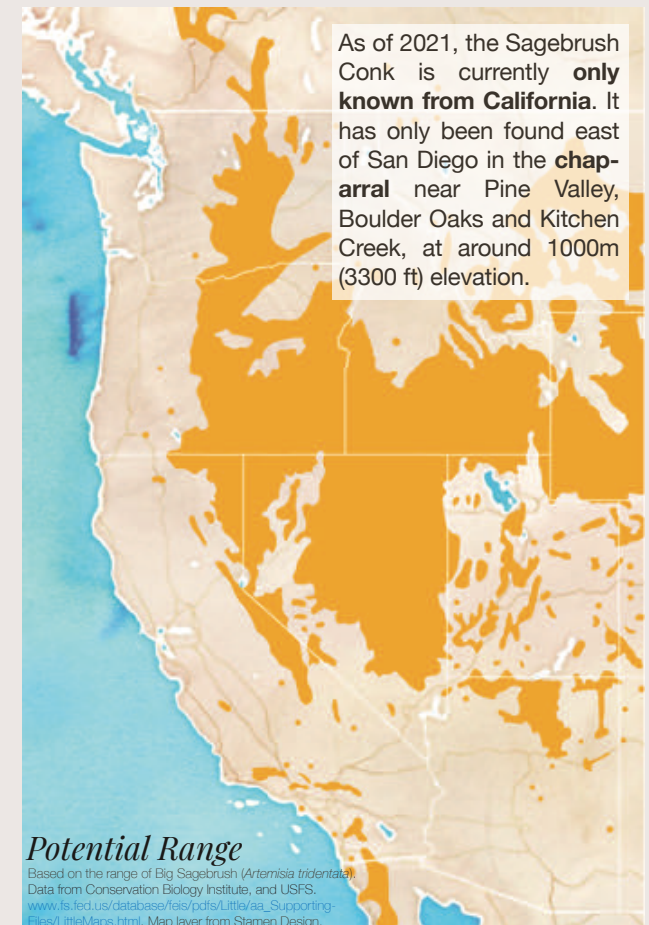 As of 2021, the Sagebrush
Conk is currently only
known from California. It
has only been found east
of San Diego in the chap-
arral near Pine Valley,
Boulder Oaks and Kitchen
Creek, at around 1000m
(3300 ft) elevation.
Potential Range
Based on the range of Big Sagebrush (Artemisia tridentata).
Data from Conservation Biology Institute, and USFS.
www.fs.fed.us/database/feis/pdfs/Little/aa_Supporting-
Files/LittleMaps.html. Map layer from Stamen Design.